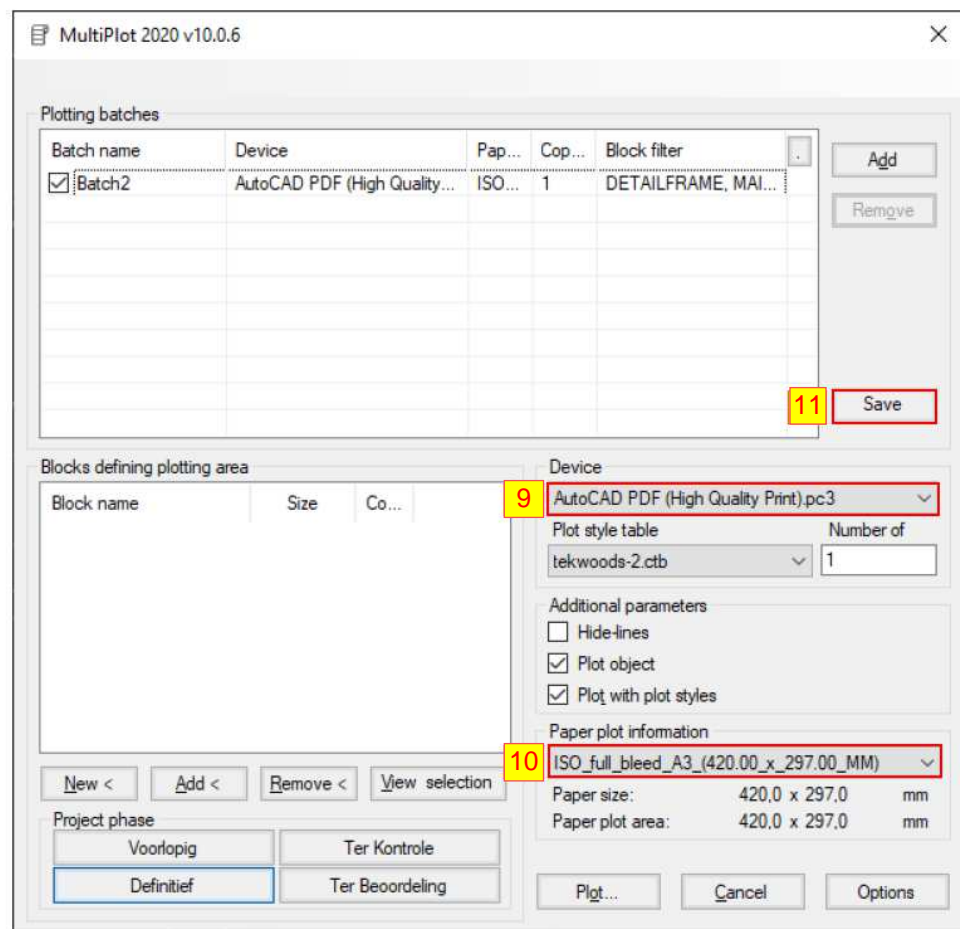 MultiPlot 2020 v10.0.6
Plotting batches
Batch name Device Pap... Cop... Block filter .
Batch2 AutoCAD PDF (High Quality... ISO... 1 DETAILFRAME, MAI...
Add
Remove
11 Save
Blocks defining plotting area
Block name Size Co...
Device
9 AutoCAD PDF (High Quality Print).pc3
Plot style table Number of
tekwoods-2.ctb 1
Additional parameters
Hide-lines
Plot object
Plot with plot styles
Paper plot information
10 ISO_full_bleed_A3_(420.00_x_297.00_MM)
Paper size: 420,0 x 297,0 mm
Paper plot area: 420,0 x 297,0 mm
New < Add < Remove < View selection
Project phase
Voorlopig Ter Kontrole
Definitief Ter Beoordeling
Plot... Cancel Options